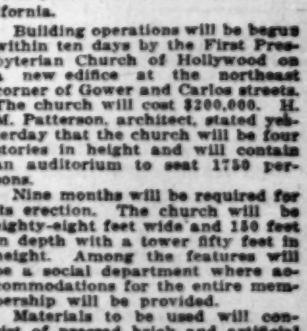 fornia.
Building operations will be begun
within ten days by the First Pres-
byterian Church of Hollywood on
a new edifice at the northeast
corner of Gower and Carlos streets.
The church will cost $200,000. H.
M. Patterson, architect, stated yes-
terday that the church will be four
stories in height and will contain
an auditorium to seat 1750 per-
sons.
Nine months will be required for
its erection. The church will be
eighty-eight feet wide and 150 feet
in depth with a tower fifty feet in
height. Among the features will
be a social department where ac-
commodations for the entire mem-
bership will be provided.
Materials to be used will con-